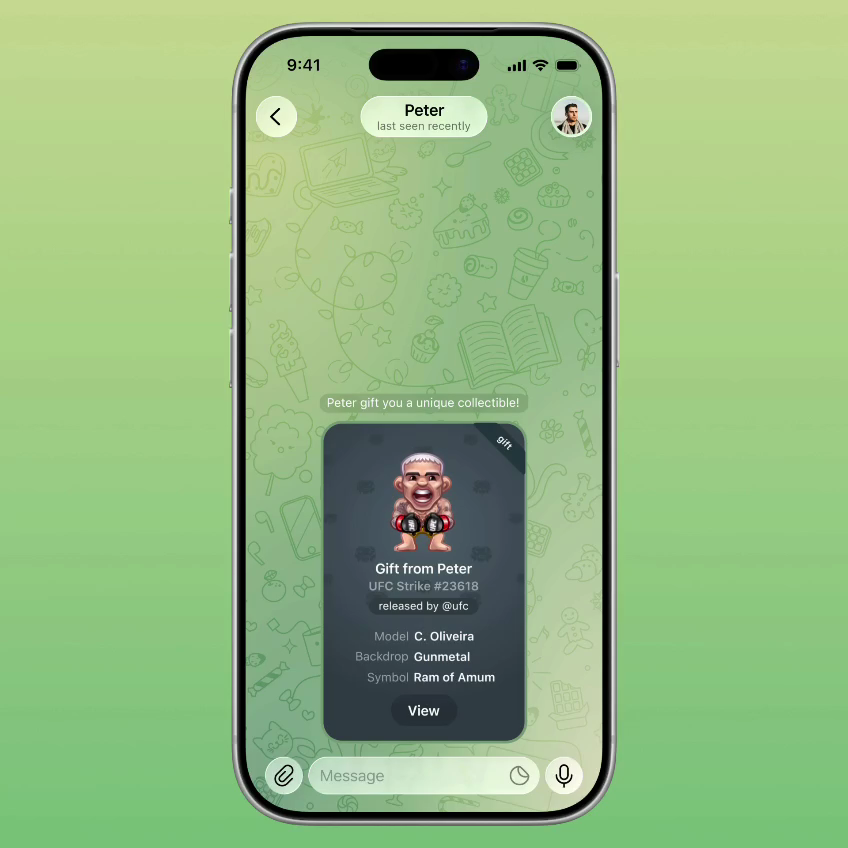 9:41
Peter
last seen recently
Peter gift you a unique collectible!
gift
Gift from Peter
UFC Strike #23618
released by @ufc
Model C. Oliveira
Backdrop Gunmetal
Symbol Ram of Amum
View
Message